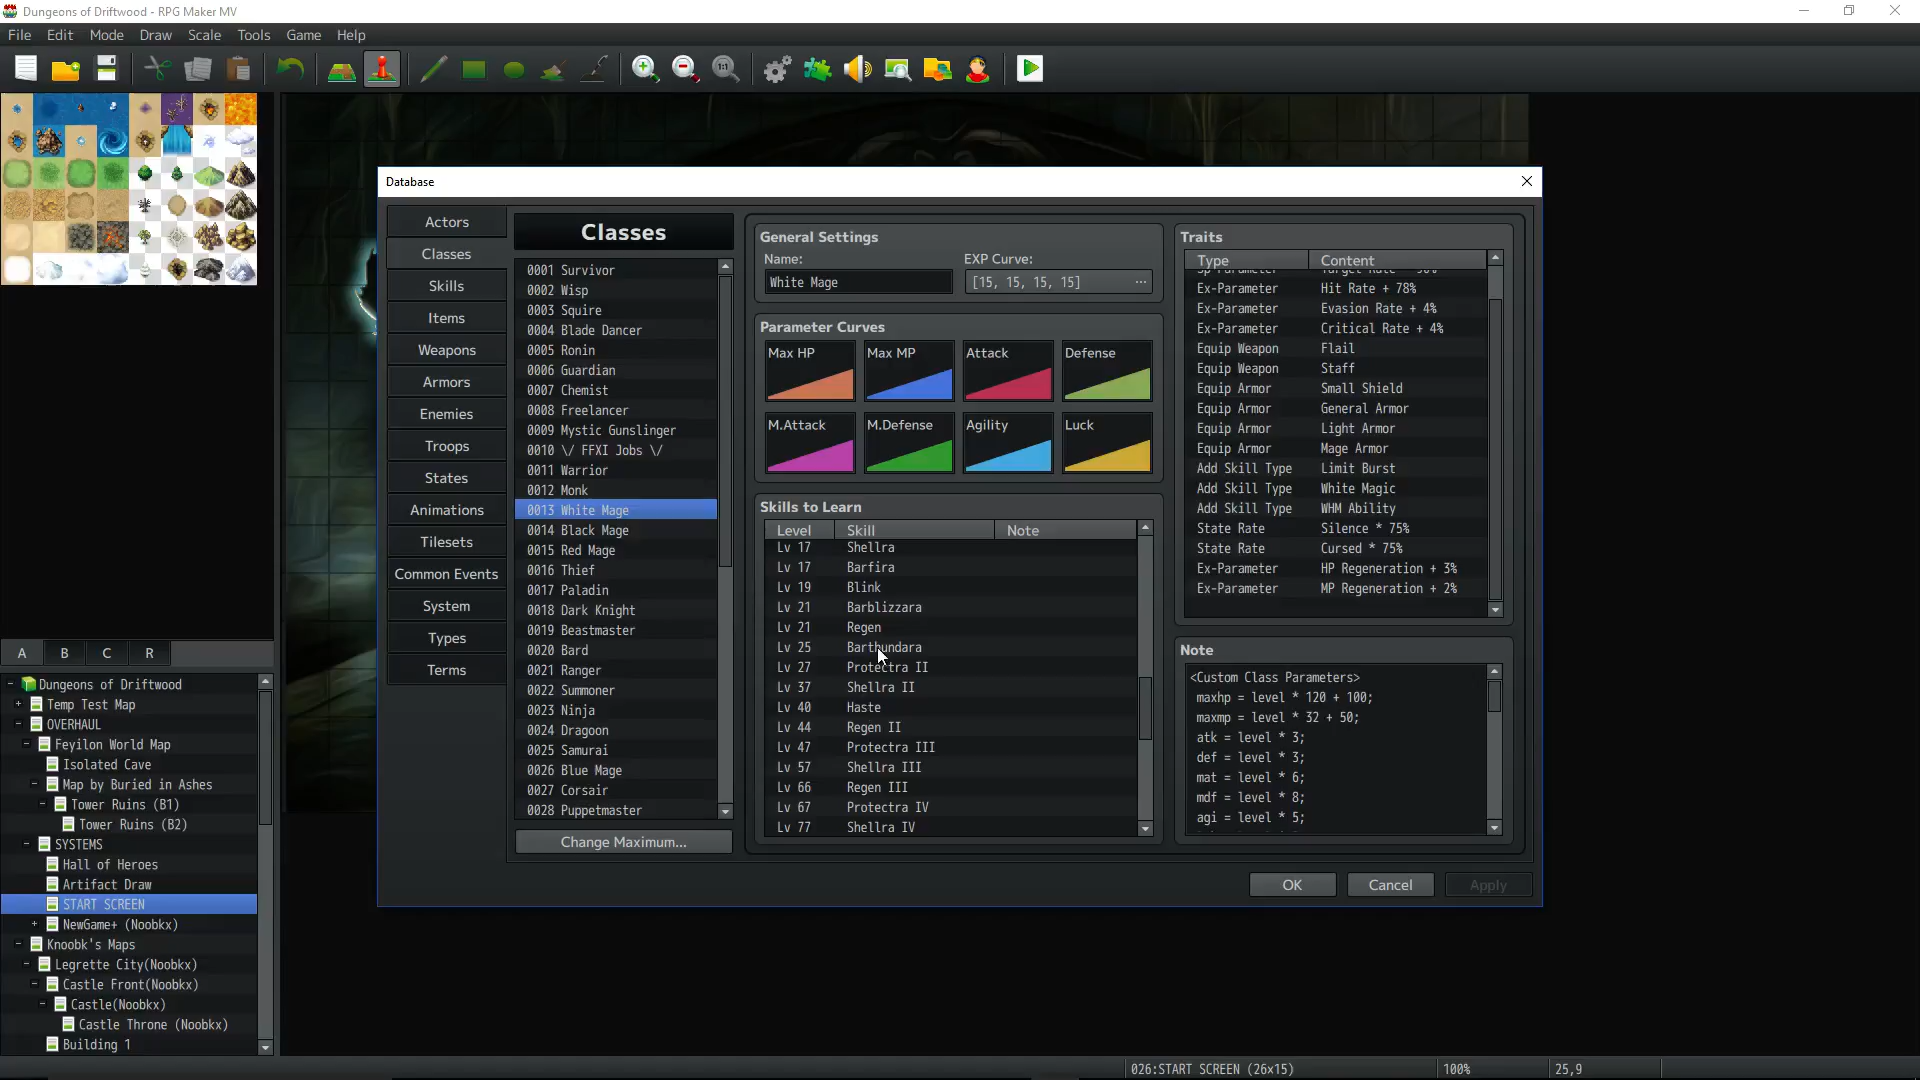 Dungeons of Driftwood - RPG Maker MV
File Edit Mode Draw Scale Tools Game Help
1:1
A B C R
Dungeons of Driftwood
Temp Test Map
OVERHAUL
Feyilon World Map
Isolated Cave
Map by Buried in Ashes
Tower Ruins (B1)
Tower Ruins (B2)
SYSTEMS
Hall of Heroes
Artifact Draw
START SCREEN
NewGame+ (Noobkx)
Knoobk's Maps
Legrette City(Noobkx)
Castle Front(Noobkx)
Castle(Noobkx)
Castle Throne (Noobkx)
Building 1
Database
Actors
Classes
Skills
Items
Weapons
Armors
Enemies
Troops
States
Animations
Tilesets
Common Events
System
Types
Terms
Classes
0001 Survivor
0002 Wisp
0003 Squire
0004 Blade Dancer
0005 Ronin
0006 Guardian
0007 Chemist
0008 Freelancer
0009 Mystic Gunslinger
0010 \/ FFXI Jobs \/
0011 Warrior
0012 Monk
0013 White Mage
0014 Black Mage
0015 Red Mage
0016 Thief
0017 Paladin
0018 Dark Knight
0019 Beastmaster
0020 Bard
0021 Ranger
0022 Summoner
0023 Ninja
0024 Dragoon
0025 Samurai
0026 Blue Mage
0027 Corsair
0028 Puppetmaster
Change Maximum...
General Settings
Name: EXP Curve:
White Mage [15, 15, 15, 15] ...
Parameter Curves
Max HP Max MP Attack Defense
M.Attack M.Defense Agility Luck
Skills to Learn
Level Skill Note
Lv 17 Shellra
Lv 17 Barfira
Lv 19 Blink
Lv 21 Barblizzara
Lv 21 Regen
Lv 25 Barthundara
Lv 27 Protectra II
Lv 37 Shellra II
Lv 40 Haste
Lv 44 Regen II
Lv 47 Protectra III
Lv 57 Shellra III
Lv 66 Regen III
Lv 67 Protectra IV
Lv 77 Shellra IV
Traits
Type Content
Sp-Parameter Target Rate
Ex-Parameter Hit Rate + 78%
Ex-Parameter Evasion Rate + 4%
Ex-Parameter Critical Rate + 4%
Equip Weapon Flail
Equip Weapon Staff
Equip Armor Small Shield
Equip Armor General Armor
Equip Armor Light Armor
Equip Armor Mage Armor
Add Skill Type Limit Burst
Add Skill Type White Magic
Add Skill Type WHM Ability
State Rate Silence * 75%
State Rate Cursed * 75%
Ex-Parameter HP Regeneration + 3%
Ex-Parameter MP Regeneration + 2%
Note
<Custom Class Parameters>
maxhp = level * 120 + 100;
maxmp = level * 32 + 50;
atk = level * 3;
def = level * 3;
mat = level * 6;
mdf = level * 8;
agi = level * 5;
OK Cancel Apply
026:START SCREEN (26x15) 100% 25,9